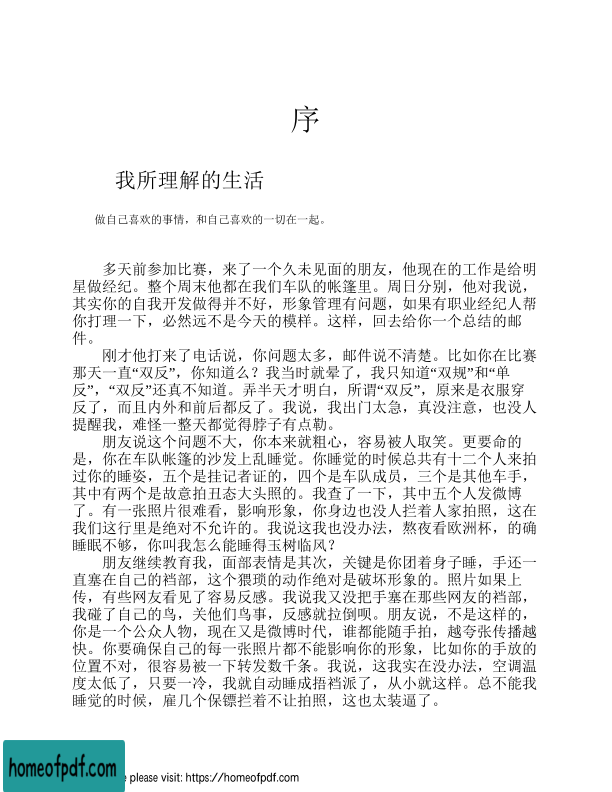 序
我所理解的生活
做自己喜欢的事情，和自己喜欢的一切在一起。
多天前参加比赛，来了一个久未见面的朋友，他现在的工作是给明
星做经纪。整个周末他都在我们车队的帐篷里。周日分别，他对我说，
其实你的自我开发做得并不好，形象管理有问题，如果有职业经纪人帮
你打理一下，必然远不是今天的模样。这样，回去给你一个总结的邮
件。
刚才他打来了电话说，你问题太多，邮件说不清楚。比如你在比赛
那天一直“双反”，你知道么？我当时就晕了，我只知道“双规”和“单
反”，“双反”还真不知道。弄半天才明白，所谓“双反”，原来是衣服穿
反了，而且内外和前后都反了。我说，我出门太急，真没注意，也没人
提醒我，难怪一整天都觉得脖子有点勒。
朋友说这个问题不大，你本来就粗心，容易被人取笑。更要命的
是，你在车队帐篷的沙发上乱睡觉。你睡觉的时候总共有十二个人来拍
过你的睡姿，五个是挂记者证的，四个是车队成员，三个是其他车手，
其中有两个是故意拍丑态大头照的。我查了一下，其中五个人发微博
了。有一张照片很难看，影响形象，你身边也没人拦着人家拍照，这在
我们这行里是绝对不允许的。我说这我也没办法，熬夜看欧洲杯，的确
睡眠不够，你叫我怎么能睡得玉树临风？
朋友继续教育我，面部表情是其次，关键是你团着身子睡，手还一
直塞在自己的裆部，这个猥琐的动作绝对是破坏形象的。照片如果上
传，有些网友看见了容易反感。我说我又没把手塞在那些网友的裆部，
我碰了自己的鸟，关他们鸟事，反感就拉倒呗。朋友说，不是这样的，
你是一个公众人物，现在又是微博时代，谁都能随手拍，越夸张传播越
快。你要确保自己的每一张照片都不能影响你的形象，比如你的手放的
位置不对，很容易被一下转发数千条。我说，这我实在没办法，空调温
度太低了，只要一冷，我就自动睡成捂裆派了，从小就这样。总不能我
睡觉的时候，雇几个保镖拦着不让拍照，这也太装逼了。
homeofpdf.com
e please visit: https://homeofpdf.com